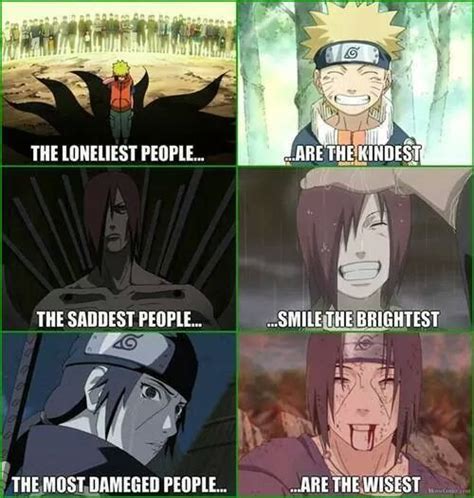 THE LONELIEST PEOPLE...
...ARE THE KINDEST
THE SADDEST PEOPLE...
...SMILE THE BRIGHTEST
THE MOST DAMEGED PEOPLE...
...ARE THE WISEST